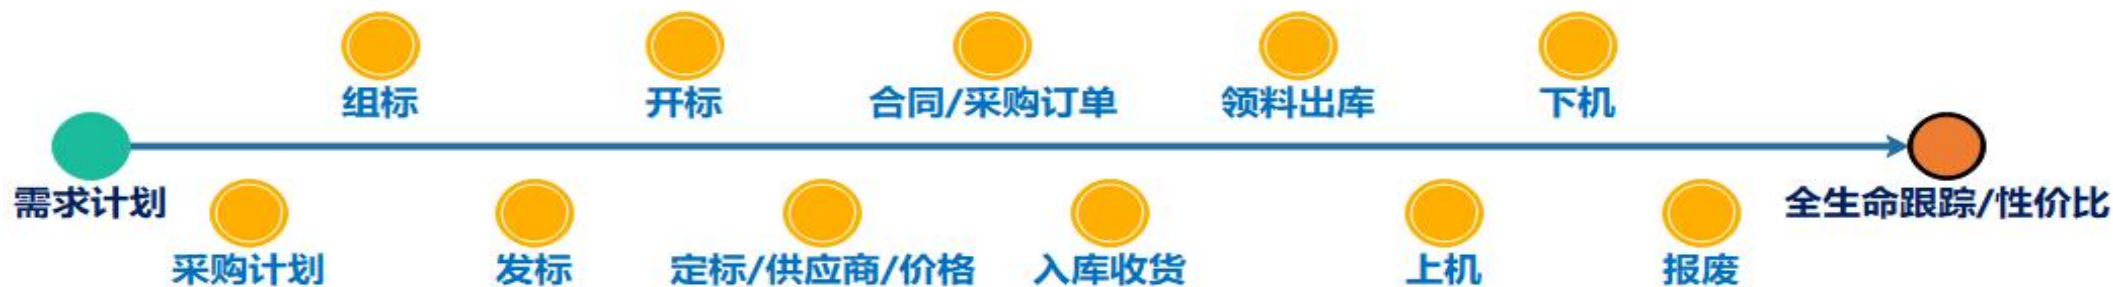 组标
开标
合同/采购订单
领料出库
下机
需求计划
全生命跟踪/性价比
采购计划
发标
定标/供应商/价格
入库收货
上机
报废